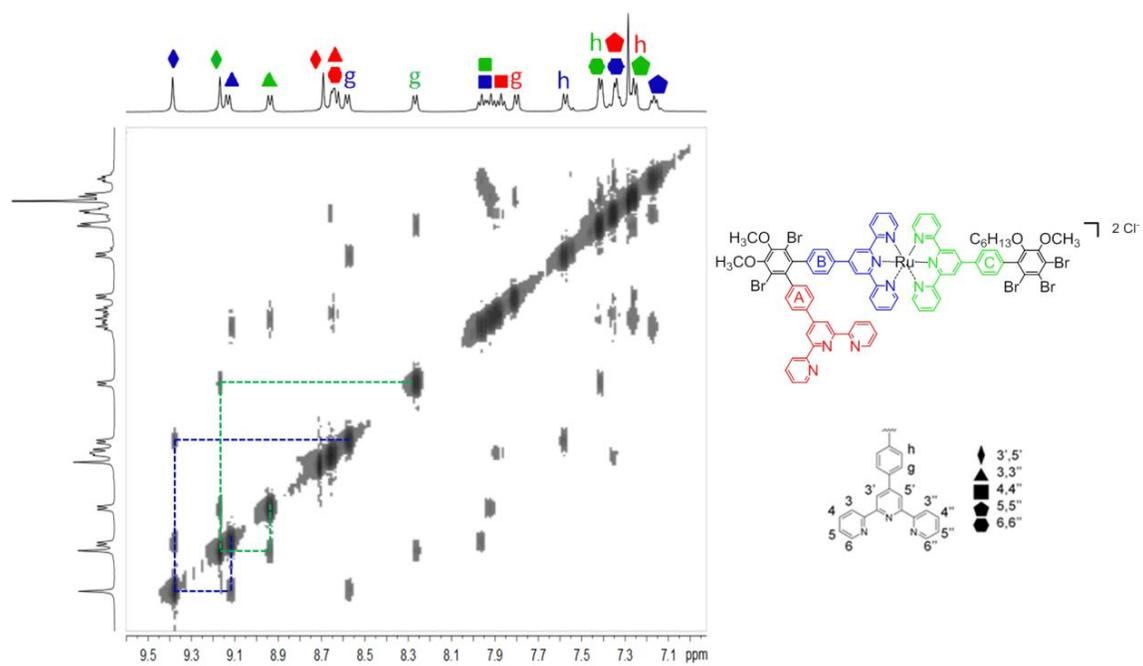 h h
g g g h
9.5 9.3 9.1 8.9 8.7 8.5 8.3 8.1 7.9 7.7 7.5 7.3 7.1 ppm
H3CO Br C6H13O OCH3 2 Cl-
H3CO B N N N Ru N N N C Br
Br Br Br
A
N N
N
h
g
3' 5'
3 3''
4 4''
5 N N N 5''
6 6''
3',5'
3,3''
4,4''
5,5''
6,6''